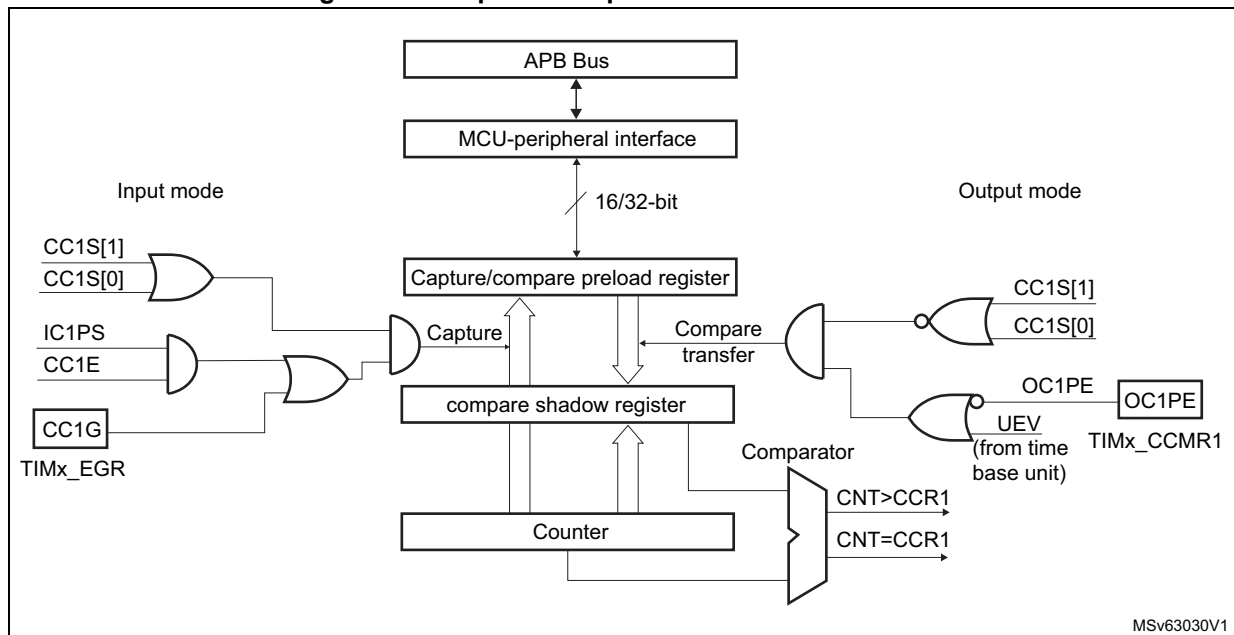 APB Bus
MCU-peripheral interface
Input mode
16/32-bit
Output mode
CC1S[1]
CC1S[0]
Capture/compare preload register
CC1S[1]
CC1S[0]
IC1PS
CC1E
Capture
Compare
transfer
CC1G
TIMx_EGR
compare shadow register
OC1PE
OC1PE
UEV
(from time
base unit)
TIMx_CCMR1
Comparator
CNT>CCR1
Counter
CNT=CCR1
MSv63030V1